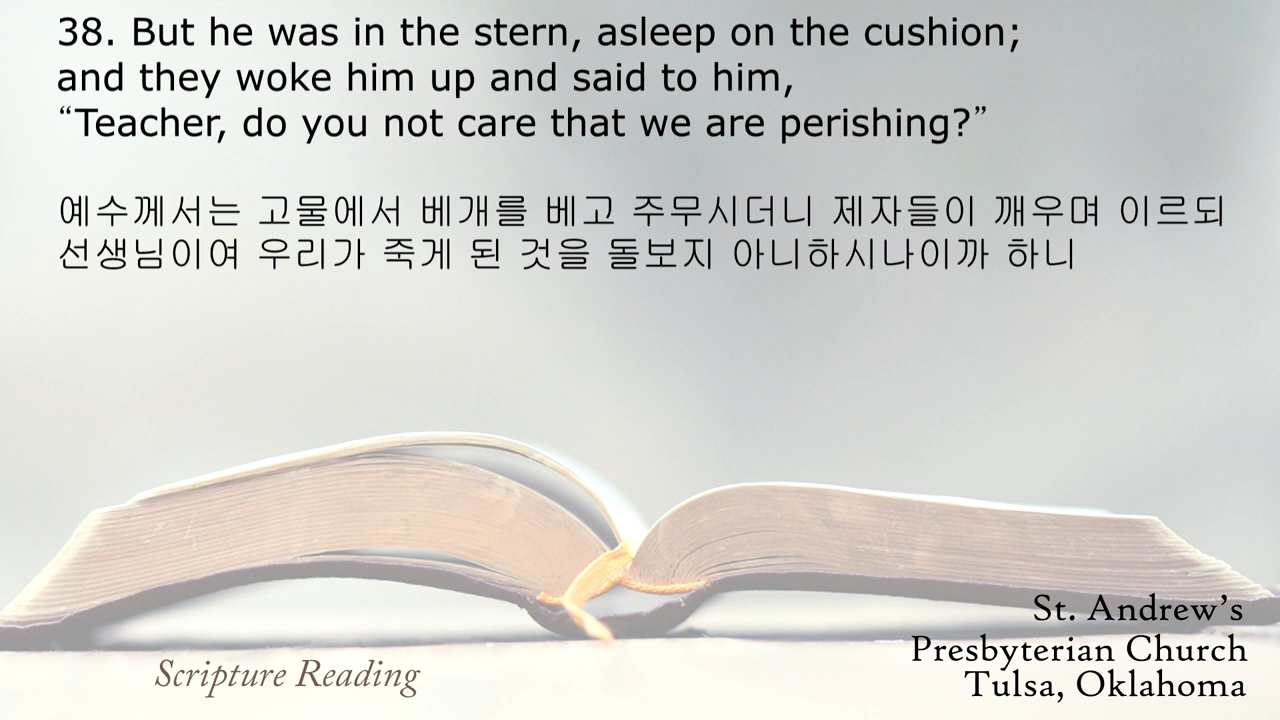 38. But he was in the stern, asleep on the cushion;
and they woke him up and said to him,
“Teacher, do you not care that we are perishing?”
예수께서는 고물에서 베개를 베고 주무시더니 제자들이 깨우며 이르되
선생님이여 우리가 죽게 된 것을 돌보지 아니하시나이까 하니
St. Andrew’s
Presbyterian Church
Tulsa, Oklahoma
Scripture Reading